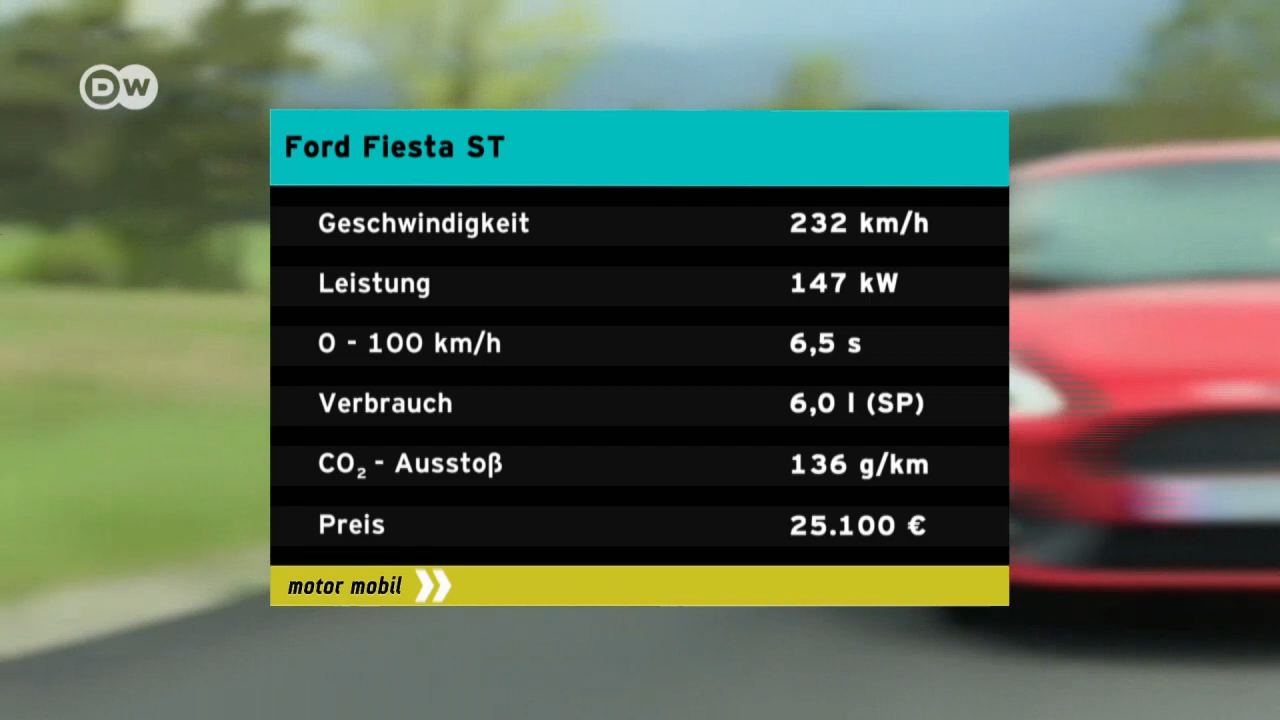 DW
Ford Fiesta ST
Geschwindigkeit 232 km/h
Leistung 147 kW
0 - 100 km/h 6,5 s
Verbrauch 6,0 l (SP)
CO₂ - Ausstoß 136 g/km
Preis 25.100 €
motor mobil